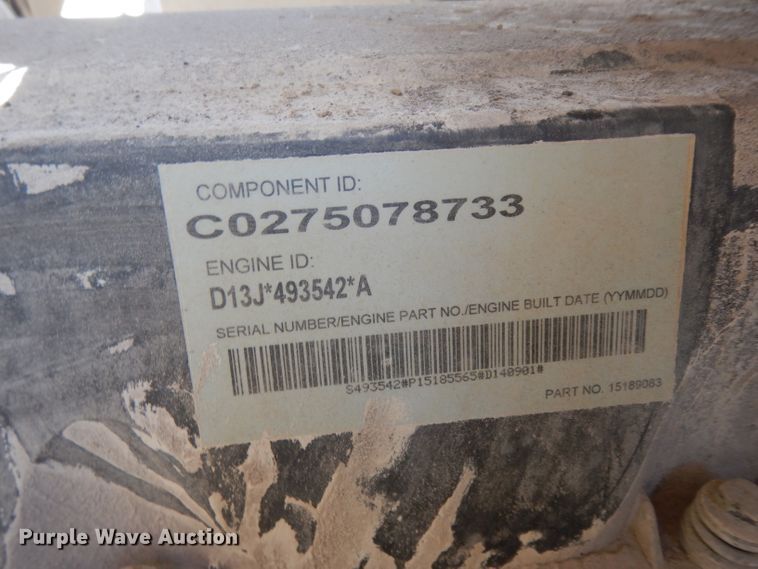 COMPONENT ID:
C0275078733
ENGINE ID:
D13J*493542*A
SERIAL NUMBER/ENGINE PART NO./ENGINE BUILT DATE (YYMMDD)
S493542#P15185565#D140901#
PART NO. 15189083
Purple Wave Auction